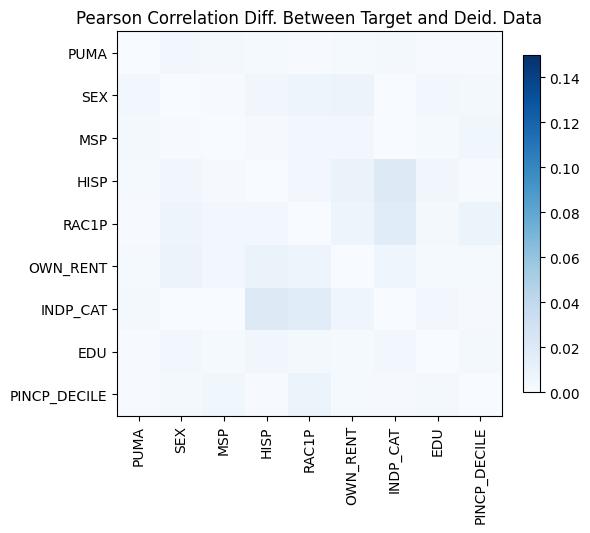 Pearson Correlation Diff. Between Target and Deid. Data
PUMA
SEX
MSP
HISP
RAC1P
OWN_RENT
INDP_CAT
EDU
PINCP_DECILE
0.14
0.12
0.10
0.08
0.06
0.04
0.02
0.00
PUMA
SEX
MSP
HISP
RAC1P
OWN_RENT
INDP_CAT
EDU
PINCP_DECILE